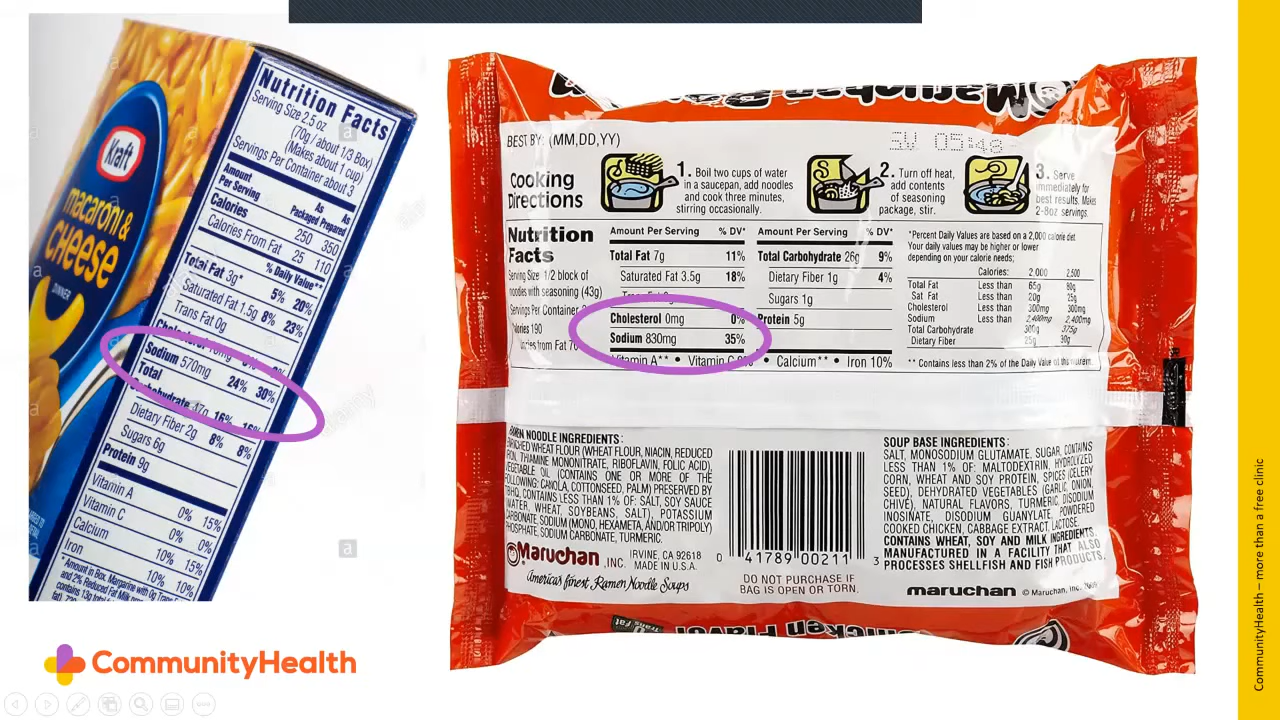 Kraft
macaroni &
CHEESE
DINNER
Nutrition Facts
Serving Size 2.5 oz
(70g / about 1/3 Box)
(Makes about 1 cup)
Servings Per Container about 3
Amount
Per Serving
As
Packaged
As
Prepared
Calories 250 350
Calories From Fat 25 110
% Daily Value**
Total Fat 3g* 5% 20%
Saturated Fat 1.5g 8% 23%
Trans Fat 0g
Sodium 570mg 24% 30%
Total
16%
Dietary Fiber 2g 8% 8%
Sugars 6g
Protein 9g
Vitamin A 0% 15%
Vitamin C 0% 0%
Calcium 10% 15%
Iron 10% 10%
CommunityHealth
Maruchan
BEST BY: (MM,DD,YY)
Cooking
Directions
1. Boil two cups of water
in a saucepan, add noodles
and cook three minutes,
stirring occasionally.
2. Turn off heat,
add contents
of seasoning
package, stir.
3. Serve
immediately for
best results. Makes
2-8oz servings.
Nutrition
Facts
Serving Size 1/2 block of
noodles with seasoning (43g)
Servings Per Container
Calories 190
Calories from Fat
Amount Per Serving % DV*
Total Fat 7g 11%
Saturated Fat 3.5g 18%
Cholesterol 0mg 0%
Sodium 830mg 35%
Amount Per Serving % DV*
Total Carbohydrate 26g 9%
Dietary Fiber 1g 4%
Sugars 1g
Protein 5g
Vitamin A** • Vitamin C • Calcium** • Iron 10%
*Percent Daily Values are based on a 2,000 calorie diet.
Your daily values may be higher or lower
depending on your calorie needs;
Calories: 2,000 2,500
Total Fat Less than 65g 80g
Sat Fat Less than 20g 25g
Cholesterol Less than 300mg 300mg
Sodium Less than 2,400mg 2,400mg
Total Carbohydrate 300g 375g
Dietary Fiber 25g 30g
** Contains less than 2% of the Daily Value of this nutrient.
RAMEN NOODLE INGREDIENTS:
ENRICHED WHEAT FLOUR (WHEAT FLOUR, NIACIN, REDUCED
IRON, THIAMINE MONONITRATE, RIBOFLAVIN, FOLIC ACID),
VEGETABLE OIL (CONTAINS ONE OR MORE OF THE
FOLLOWING: CANOLA, COTTONSEED, PALM) PRESERVED BY
TBHQ, CONTAINS LESS THAN 1% OF: SALT, SOY SAUCE
(WATER, WHEAT, SOYBEANS, SALT), POTASSIUM
CARBONATE, SODIUM (MONO, HEXAMETA, AND/OR TRIPOLY)
PHOSPHATE, SODIUM CARBONATE, TURMERIC.
Maruchan, INC.
IRVINE, CA 92618
MADE IN U.S.A.
America's finest, Ramen Noodle Soups
0 41789 00211 3
DO NOT PURCHASE IF
BAG IS OPEN OR TORN.
SOUP BASE INGREDIENTS:
SALT, MONOSODIUM GLUTAMATE, SUGAR, CONTAINS
LESS THAN 1% OF: MALTODEXTRIN, HYDROLYZED
CORN, WHEAT AND SOY PROTEIN, SPICES (CELERY
SEED), DEHYDRATED VEGETABLES (GARLIC, ONION,
CHIVE), NATURAL FLAVORS, TURMERIC, DISODIUM
INOSINATE, DISODIUM GUANYLATE, POWDERED
COOKED CHICKEN, CABBAGE EXTRACT, LACTOSE.
CONTAINS WHEAT, SOY AND MILK INGREDIENTS.
MANUFACTURED IN A FACILITY THAT ALSO
PROCESSES SHELLFISH AND FISH PRODUCTS.
maruchan © Maruchan, Inc.
Chicken Flavor
CommunityHealth – more than a free clinic